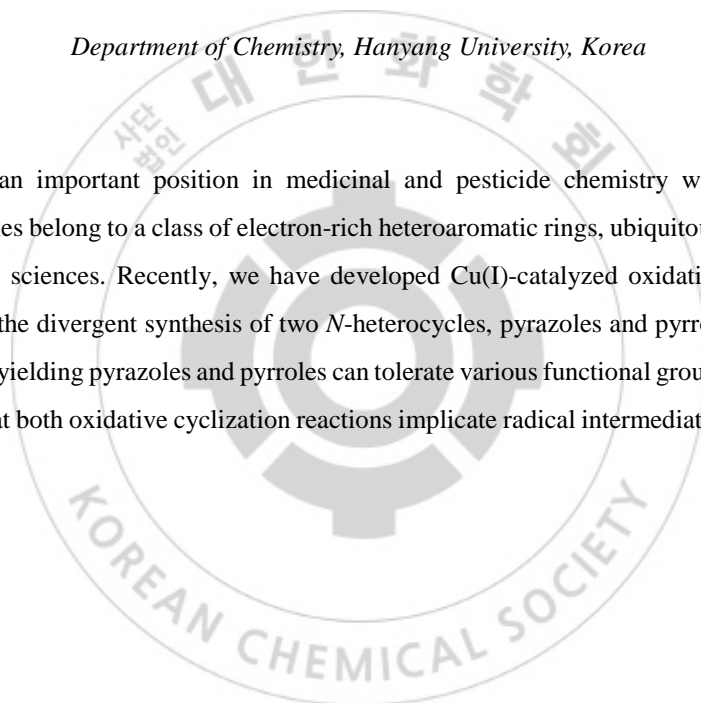 Department of Chemistry, Hanyang University, Korea
사단
법인
대한화학회
an important position in medicinal and pesticide chemistry w
es belong to a class of electron-rich heteroaromatic rings, ubiquitou
sciences. Recently, we have developed Cu(I)-catalyzed oxidati
the divergent synthesis of two N-heterocycles, pyrazoles and pyrr
yielding pyrazoles and pyrroles can tolerate various functional grou
at both oxidative cyclization reactions implicate radical intermediat
KOREAN CHEMICAL SOCIETY